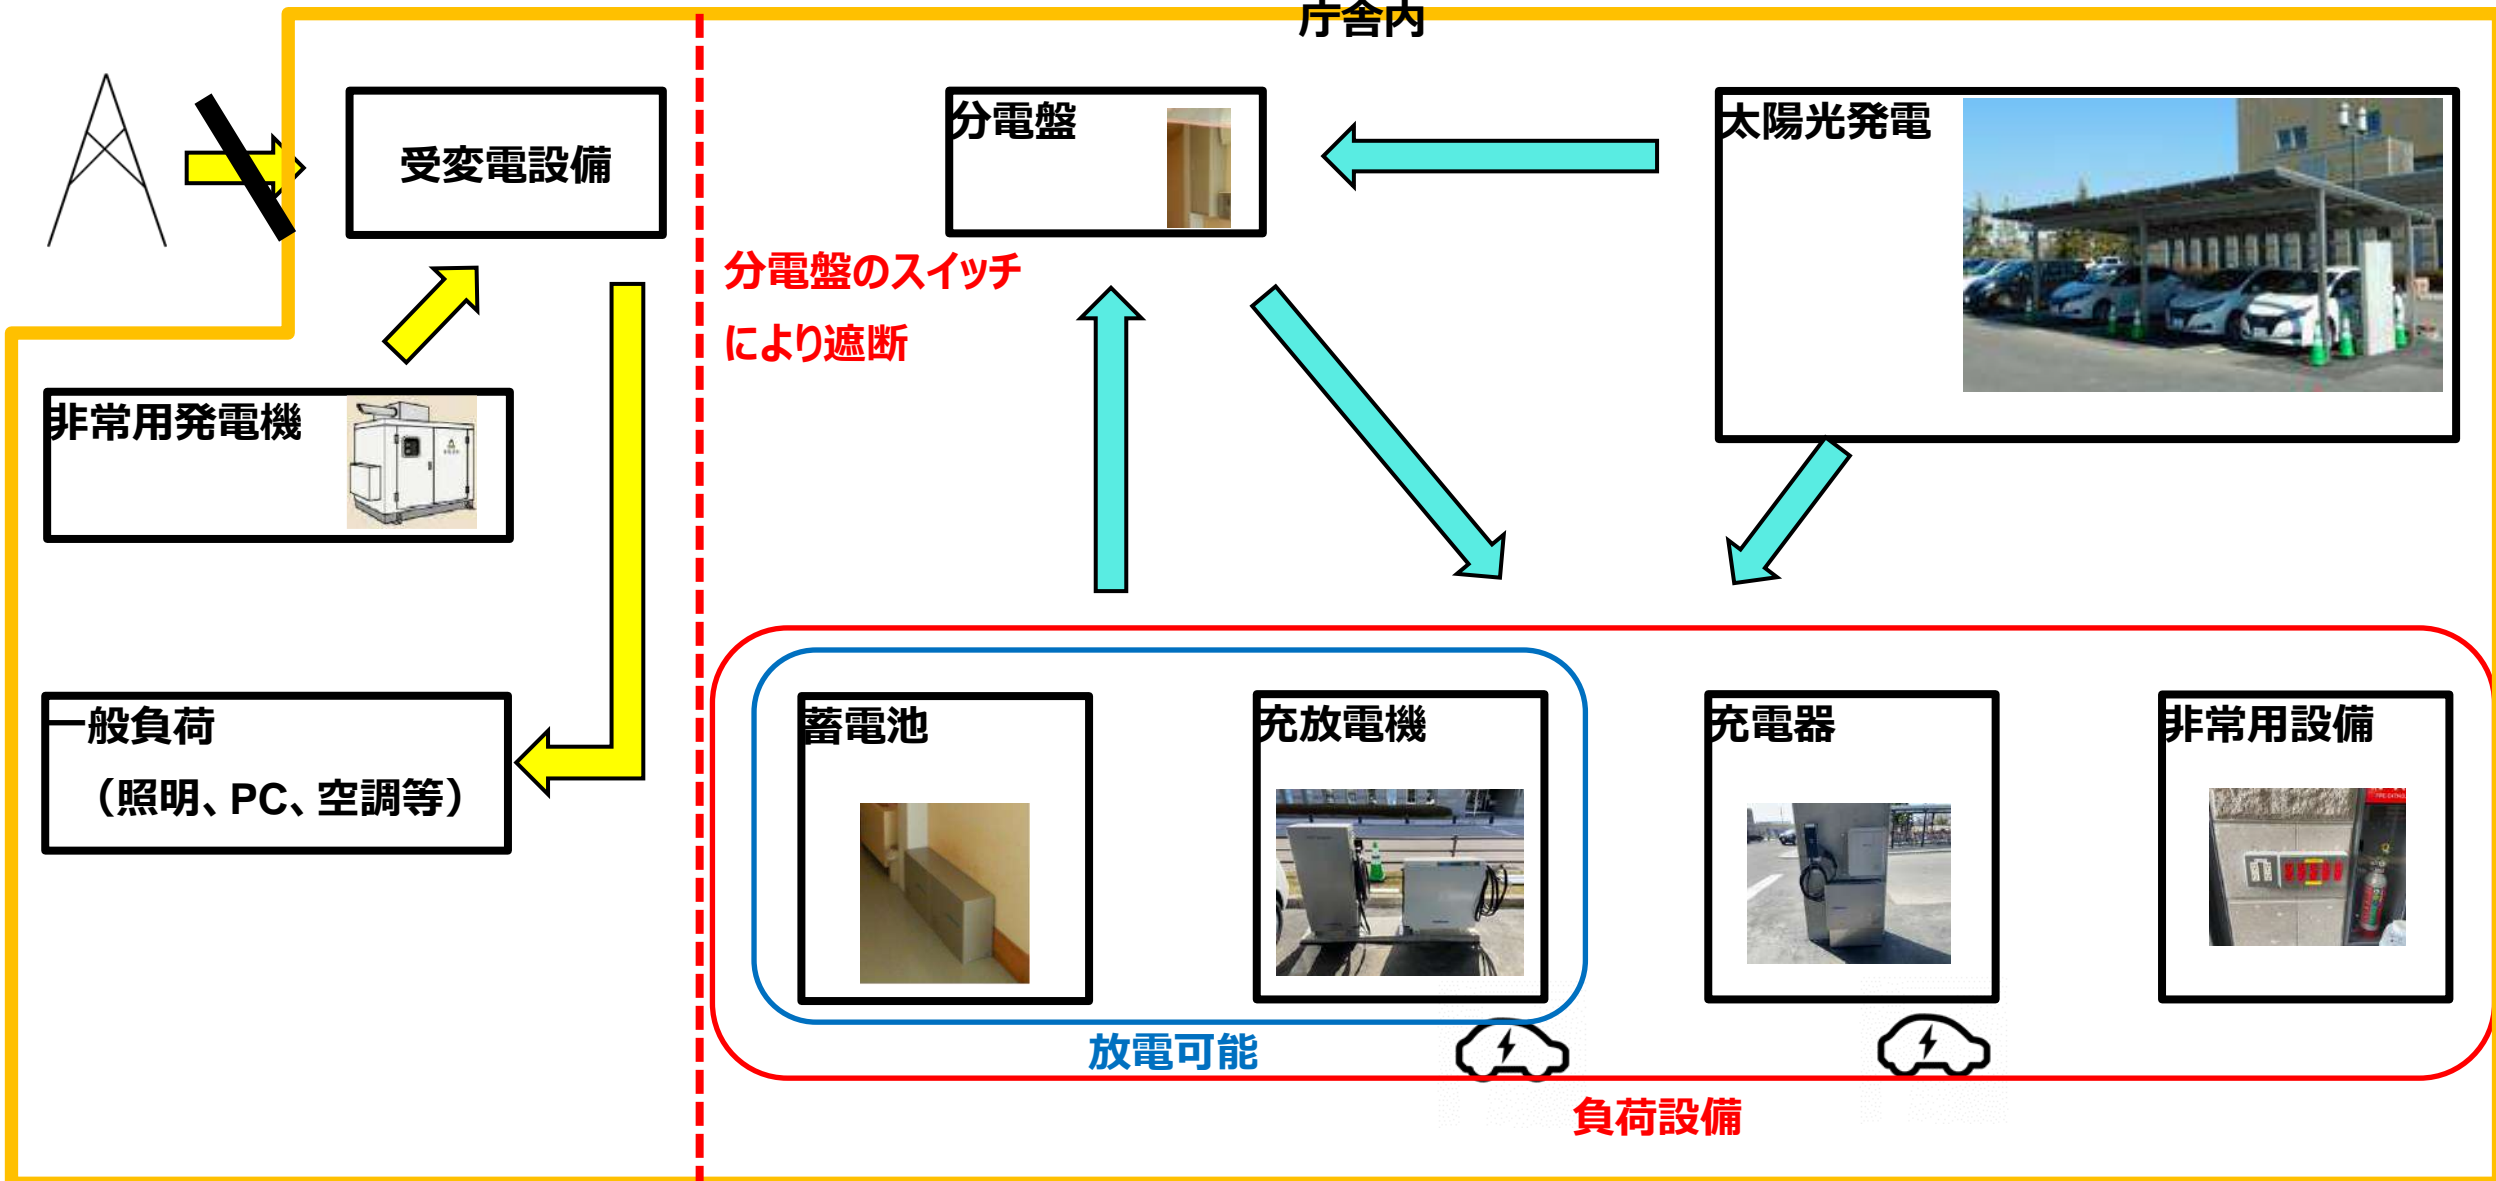 庁舎内
受変電設備
分電盤
太陽光発電
分電盤のスイッチ
により遮断
非常用発電機
一般負荷
（照明、PC、空調等）
蓄電池
充放電機
充電器
非常用設備
放電可能
負荷設備